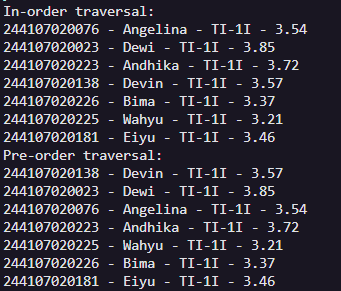 In-order traversal:
244107020076 - Angelina - TI-1I - 3.54
244107020023 - Dewi - TI-1I - 3.85
244107020223 - Andhika - TI-1I - 3.72
244107020138 - Devin - TI-1I - 3.57
244107020226 - Bima - TI-1I - 3.37
244107020225 - Wahyu - TI-1I - 3.21
244107020181 - Eiyu - TI-1I - 3.46
Pre-order traversal:
244107020138 - Devin - TI-1I - 3.57
244107020023 - Dewi - TI-1I - 3.85
244107020076 - Angelina - TI-1I - 3.54
244107020223 - Andhika - TI-1I - 3.72
244107020225 - Wahyu - TI-1I - 3.21
244107020226 - Bima - TI-1I - 3.37
244107020181 - Eiyu - TI-1I - 3.46